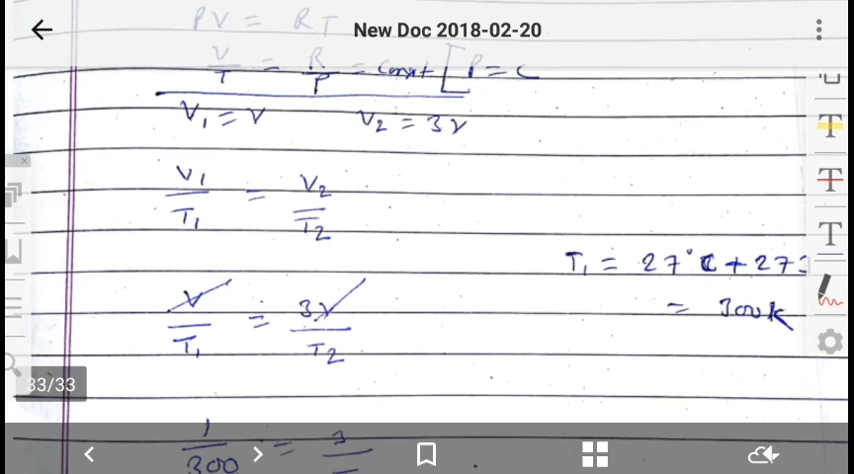 PV = RT
New Doc 2018-02-20
V/T = R/P = const [P = C
V₁ = V V₂ = 3V
V₁/T₁ = V₂/T₂
T₁ = 27°C + 273
V/T₁ = 3V/T₂
= 300K
33/33
1/300 = 3/